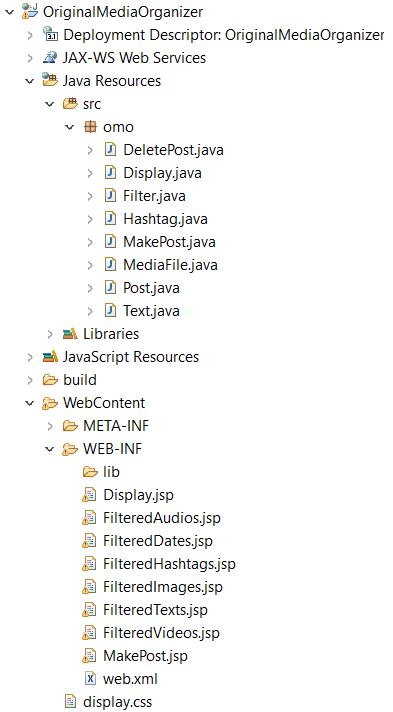 OriginalMediaOrganizer
Deployment Descriptor: OriginalMediaOrganizer
JAX-WS Web Services
Java Resources
src
omo
DeletePost.java
Display.java
Filter.java
Hashtag.java
MakePost.java
MediaFile.java
Post.java
Text.java
Libraries
JavaScript Resources
build
WebContent
META-INF
WEB-INF
lib
Display.jsp
FilteredAudios.jsp
FilteredDates.jsp
FilteredHashtags.jsp
FilteredImages.jsp
FilteredTexts.jsp
FilteredVideos.jsp
MakePost.jsp
web.xml
display.css